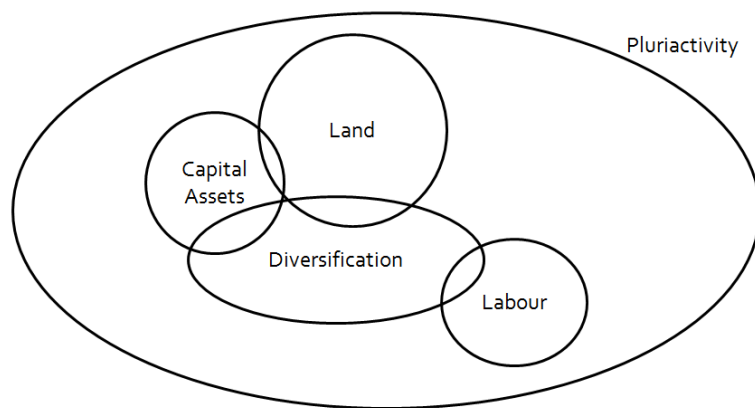 Pluriactivity
Land
Capital
Assets
Diversification
Labour